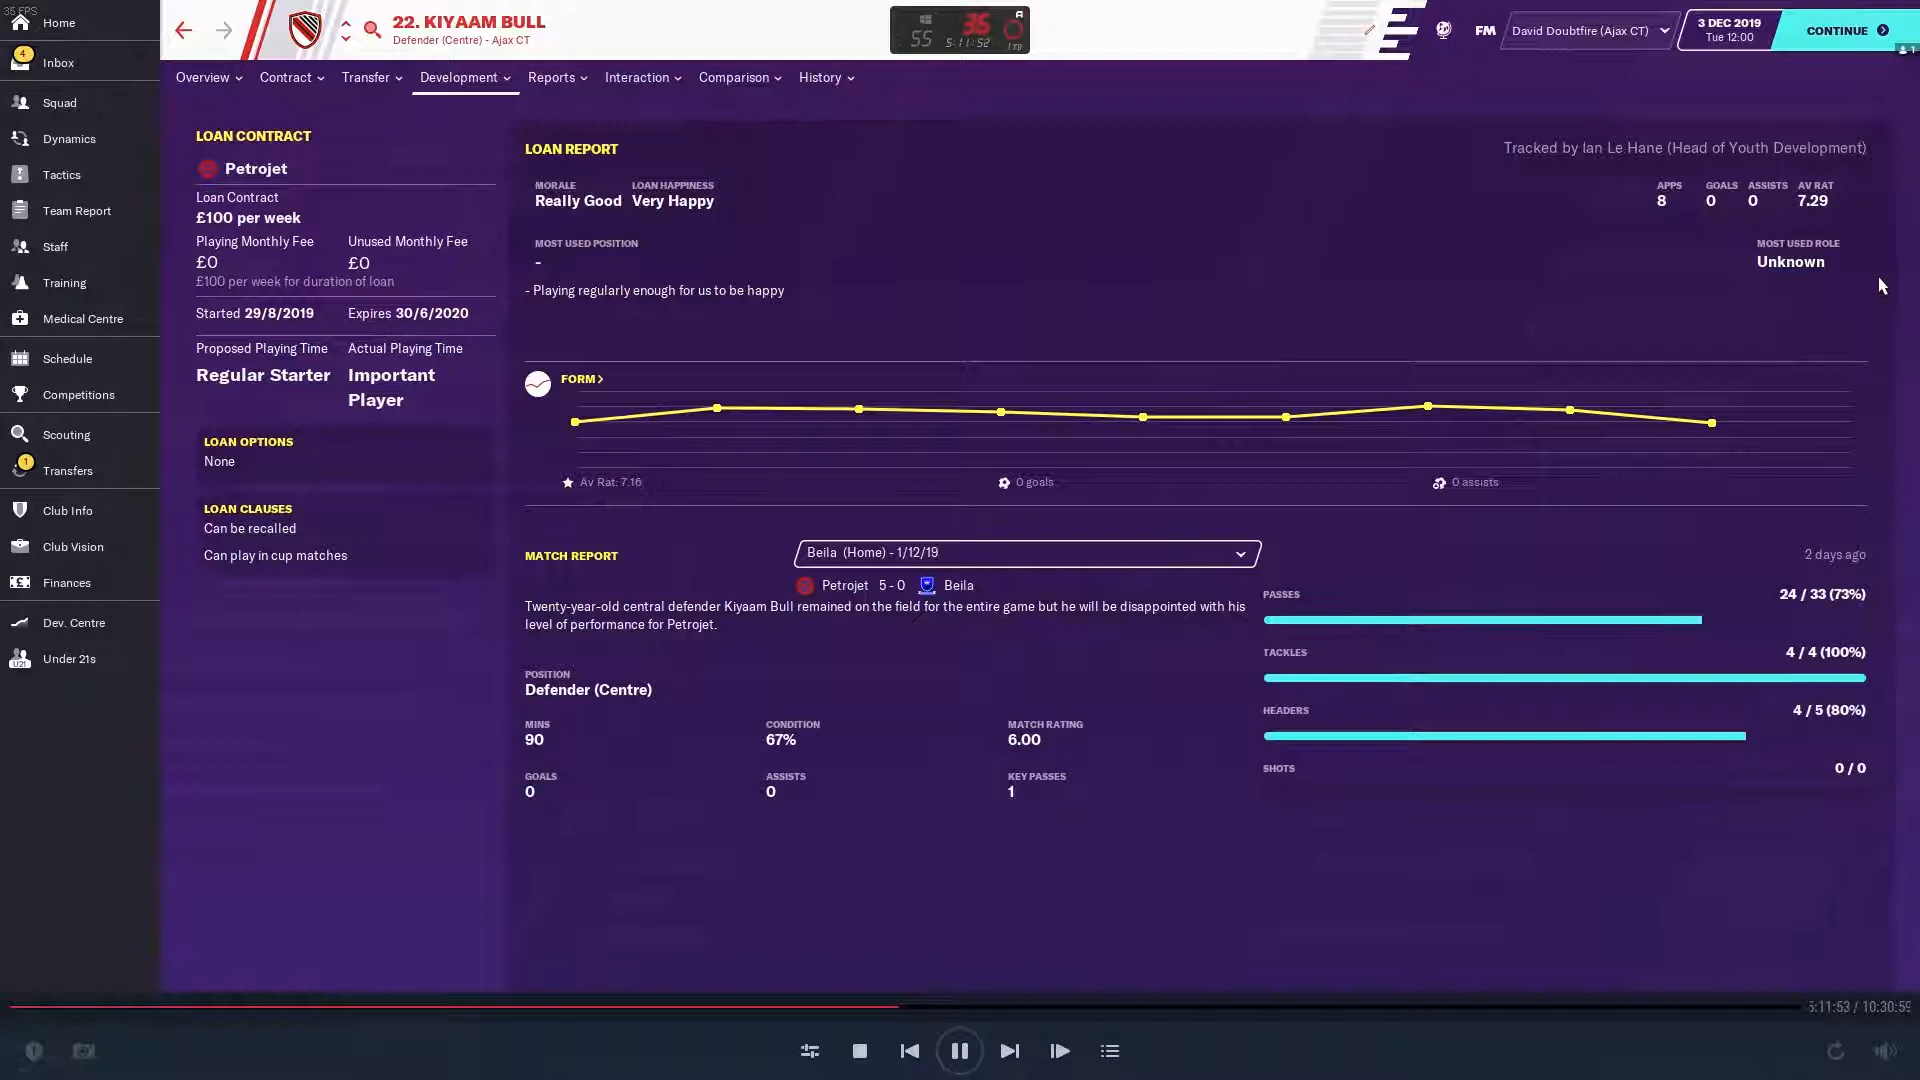 35 FPS
Home
22. KIYAAM BULL
Defender (Centre) - Ajax CT
55 35 A
5:11:52 1TB
FM
David Doubtfire (Ajax CT)
3 DEC 2019
Tue 12:00
CONTINUE
1
4
Inbox
Squad
Dynamics
Tactics
Team Report
Staff
Training
Medical Centre
Schedule
Competitions
Scouting
1
Transfers
Club Info
Club Vision
Finances
Dev. Centre
U21
Under 21s
Overview Contract Transfer Development Reports Interaction Comparison History
LOAN CONTRACT
Petrojet
Loan Contract
£100 per week
Playing Monthly Fee Unused Monthly Fee
£0 £0
£100 per week for duration of loan
Started 29/8/2019 Expires 30/6/2020
Proposed Playing Time Actual Playing Time
Regular Starter Important
Player
LOAN OPTIONS
None
LOAN CLAUSES
Can be recalled
Can play in cup matches
LOAN REPORT
Tracked by Ian Le Hane (Head of Youth Development)
MORALE LOAN HAPPINESS APPS GOALS ASSISTS AV RAT
Really Good Very Happy 8 0 0 7.29
MOST USED POSITION MOST USED ROLE
- Unknown
- Playing regularly enough for us to be happy
FORM >
Av Rat: 7.16 0 goals 0 assists
MATCH REPORT Beila (Home) - 1/12/19 2 days ago
Petrojet 5 - 0 Beila
Twenty-year-old central defender Kiyaam Bull remained on the field for the entire game but he will be disappointed with his
level of performance for Petrojet.
POSITION
Defender (Centre)
MINS CONDITION MATCH RATING
90 67% 6.00
GOALS ASSISTS KEY PASSES
0 0 1
PASSES 24 / 33 (73%)
TACKLES 4 / 4 (100%)
HEADERS 4 / 5 (80%)
SHOTS 0 / 0
5:11:53 / 10:30:59